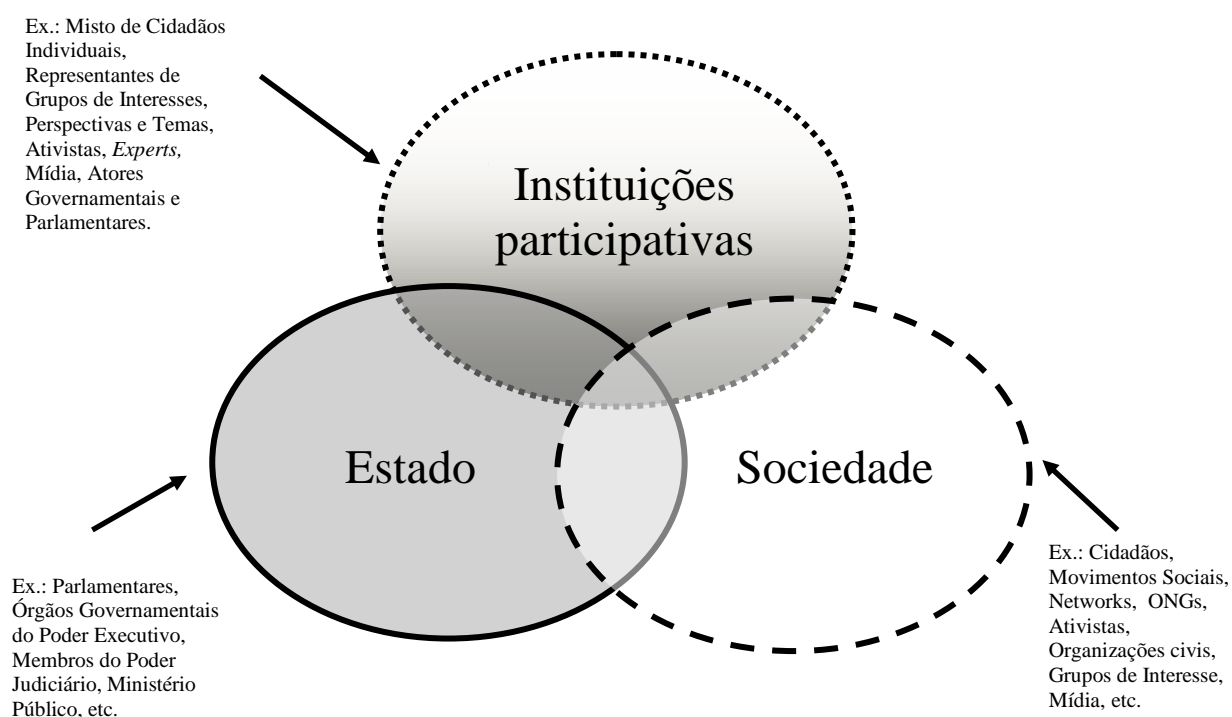 Ex.: Misto de Cidadãos
Individuais,
Representantes de
Grupos de Interesses,
Perspectivas e Temas,
Ativistas, Experts,
Mídia, Atores
Governamentais e
Parlamentares.
Instituições
participativas
Estado
Sociedade
Ex.: Parlamentares,
Órgãos Governamentais
do Poder Executivo,
Membros do Poder
Judiciário, Ministério
Público, etc.
Ex.: Cidadãos,
Movimentos Sociais,
Networks, ONGs,
Ativistas,
Organizações civis,
Grupos de Interesse,
Mídia, etc.